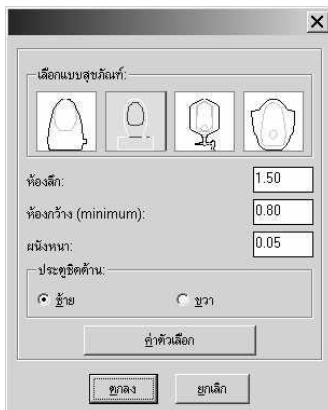 เลือกแบบสุขภัณฑ์:
ห้องลึก: 1.50
ห้องกว้าง (minimum): 0.80
ผนังหนา: 0.05
ประตูชิดด้าน:
ซ้าย ขวา
ค่าตัวเลือก
ตกลง ยกเลิก